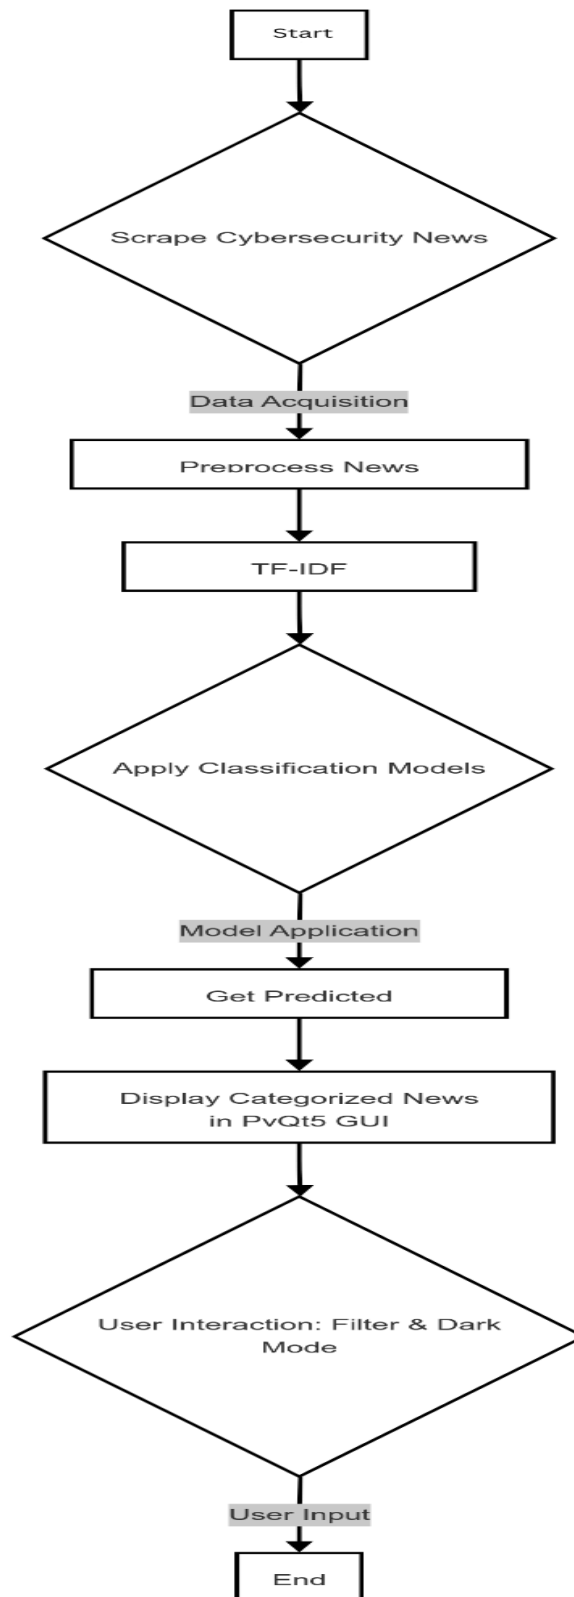 Start
Scrape Cybersecurity News
Data Acquisition
Preprocess News
TF-IDF
Apply Classification Models
Model Application
Get Predicted
Display Categorized News
in PyQt5 GUI
User Interaction: Filter & Dark
Mode
User Input
End